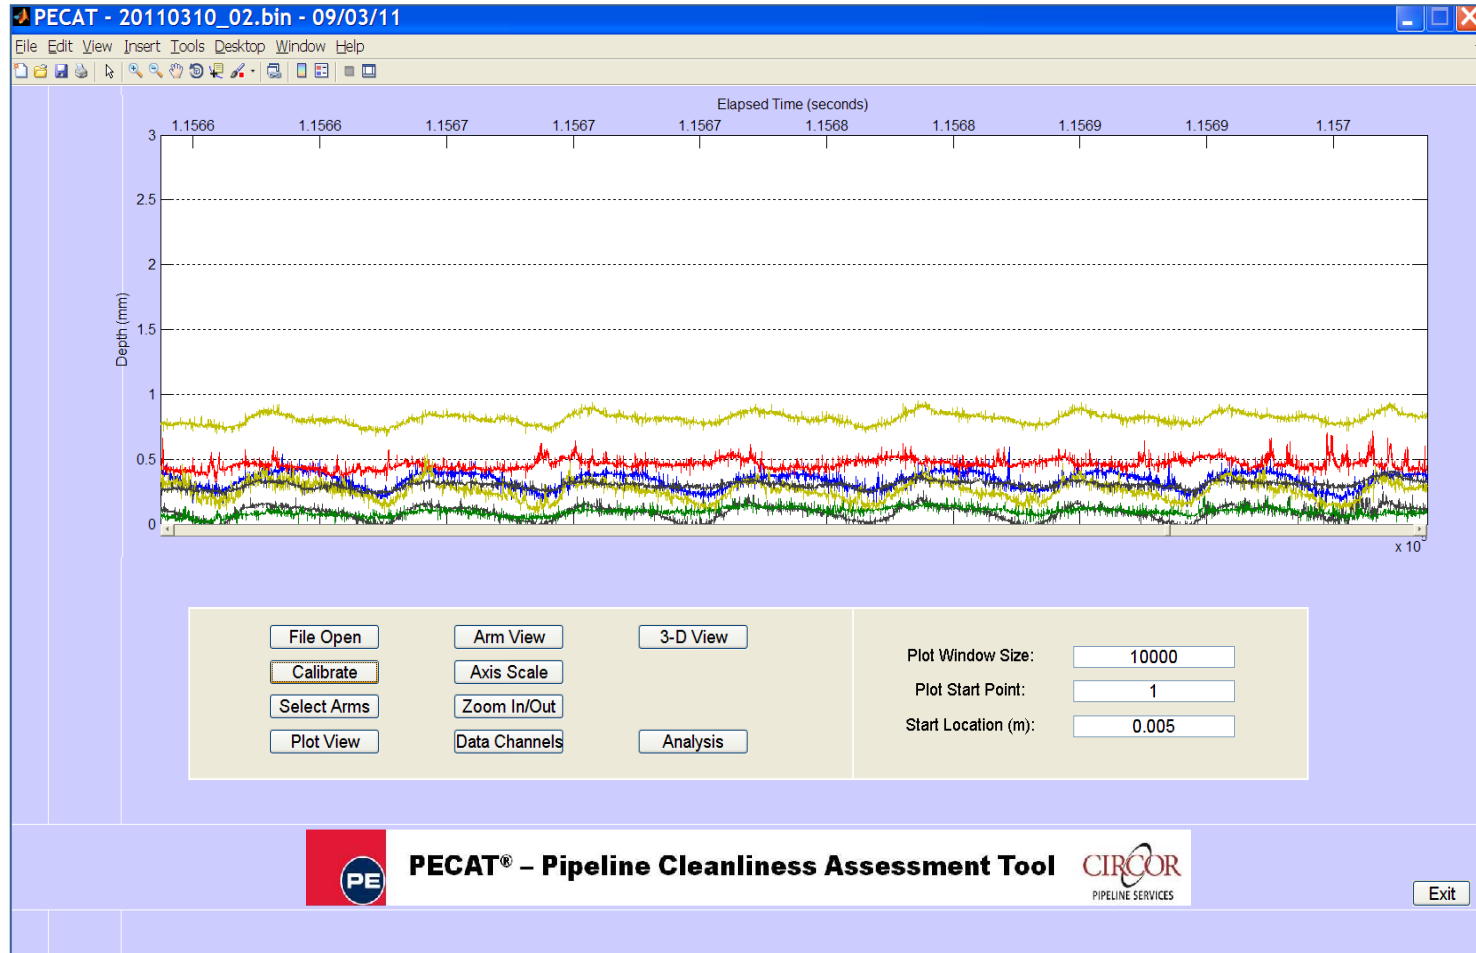 PECAT - 20110310_02.bin - 09/03/11
File Edit View Insert Tools Desktop Window Help
Elapsed Time (seconds)
1.1566 1.1566 1.1567 1.1567 1.1567 1.1568 1.1568 1.1569 1.1569 1.157
3
2.5
2
1.5
1
0.5
0
Depth (mm)
x 10
File Open Arm View 3-D View
Calibrate Axis Scale
Select Arms Zoom In/Out
Plot View Data Channels Analysis
Plot Window Size: 10000
Plot Start Point: 1
Start Location (m): 0.005
PE
PECAT® – Pipeline Cleanliness Assessment Tool
CIRCOR
PIPELINE SERVICES
Exit